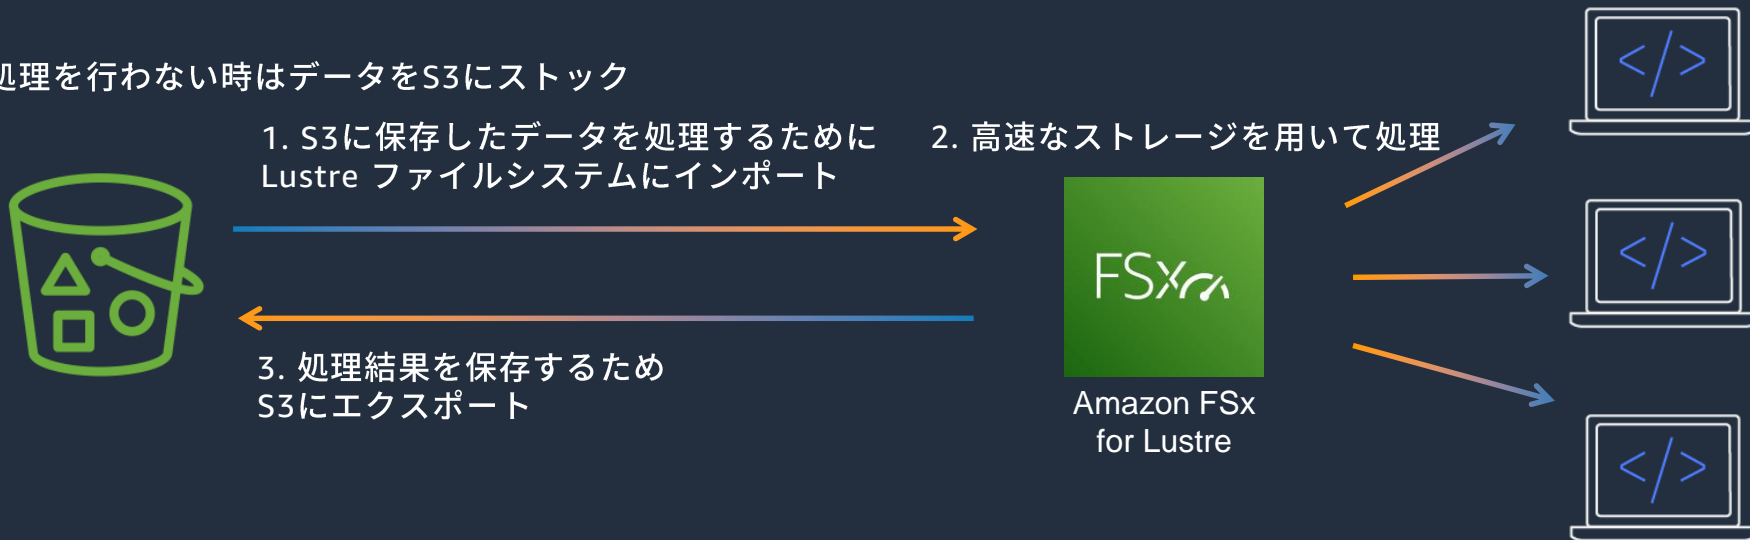 処理を行わない時はデータをS3にストック
1. S3に保存したデータを処理するために
Lustre ファイルシステムにインポート
2. 高速なストレージを用いて処理
</>
</>
</>
FSx
3. 処理結果を保存するため
S3にエクスポート
Amazon FSx
for Lustre